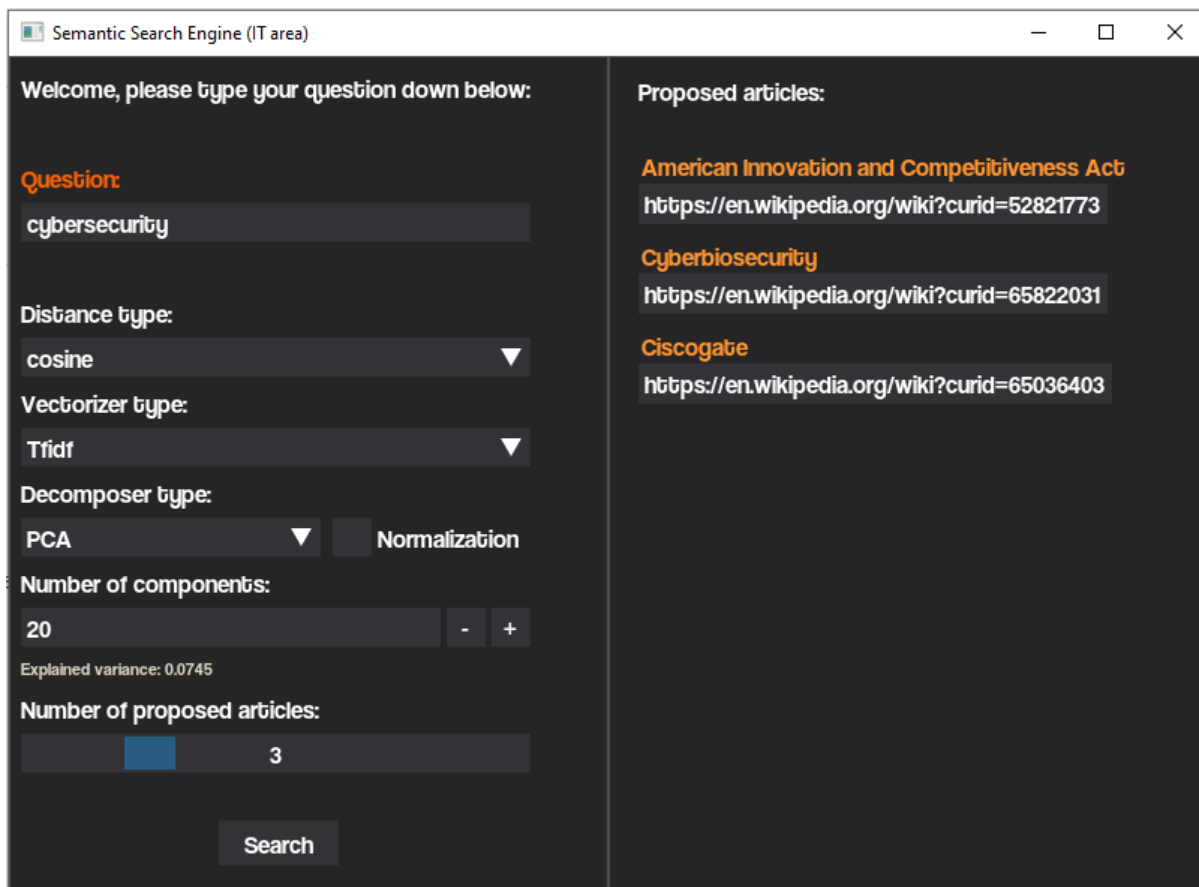 Semantic Search Engine (IT area)
Welcome, please type your question down below:
Question:
cybersecurity
Distance type:
cosine
Vectorizer type:
Tfidf
Decomposer type:
PCA
Normalization
Number of components:
20
-
+
Explained variance: 0.0745
Number of proposed articles:
3
Search
Proposed articles:
American Innovation and Competitiveness Act
https://en.wikipedia.org/wiki?curid=52821773
Cyberbiosecurity
https://en.wikipedia.org/wiki?curid=65822031
Ciscogate
https://en.wikipedia.org/wiki?curid=65036403